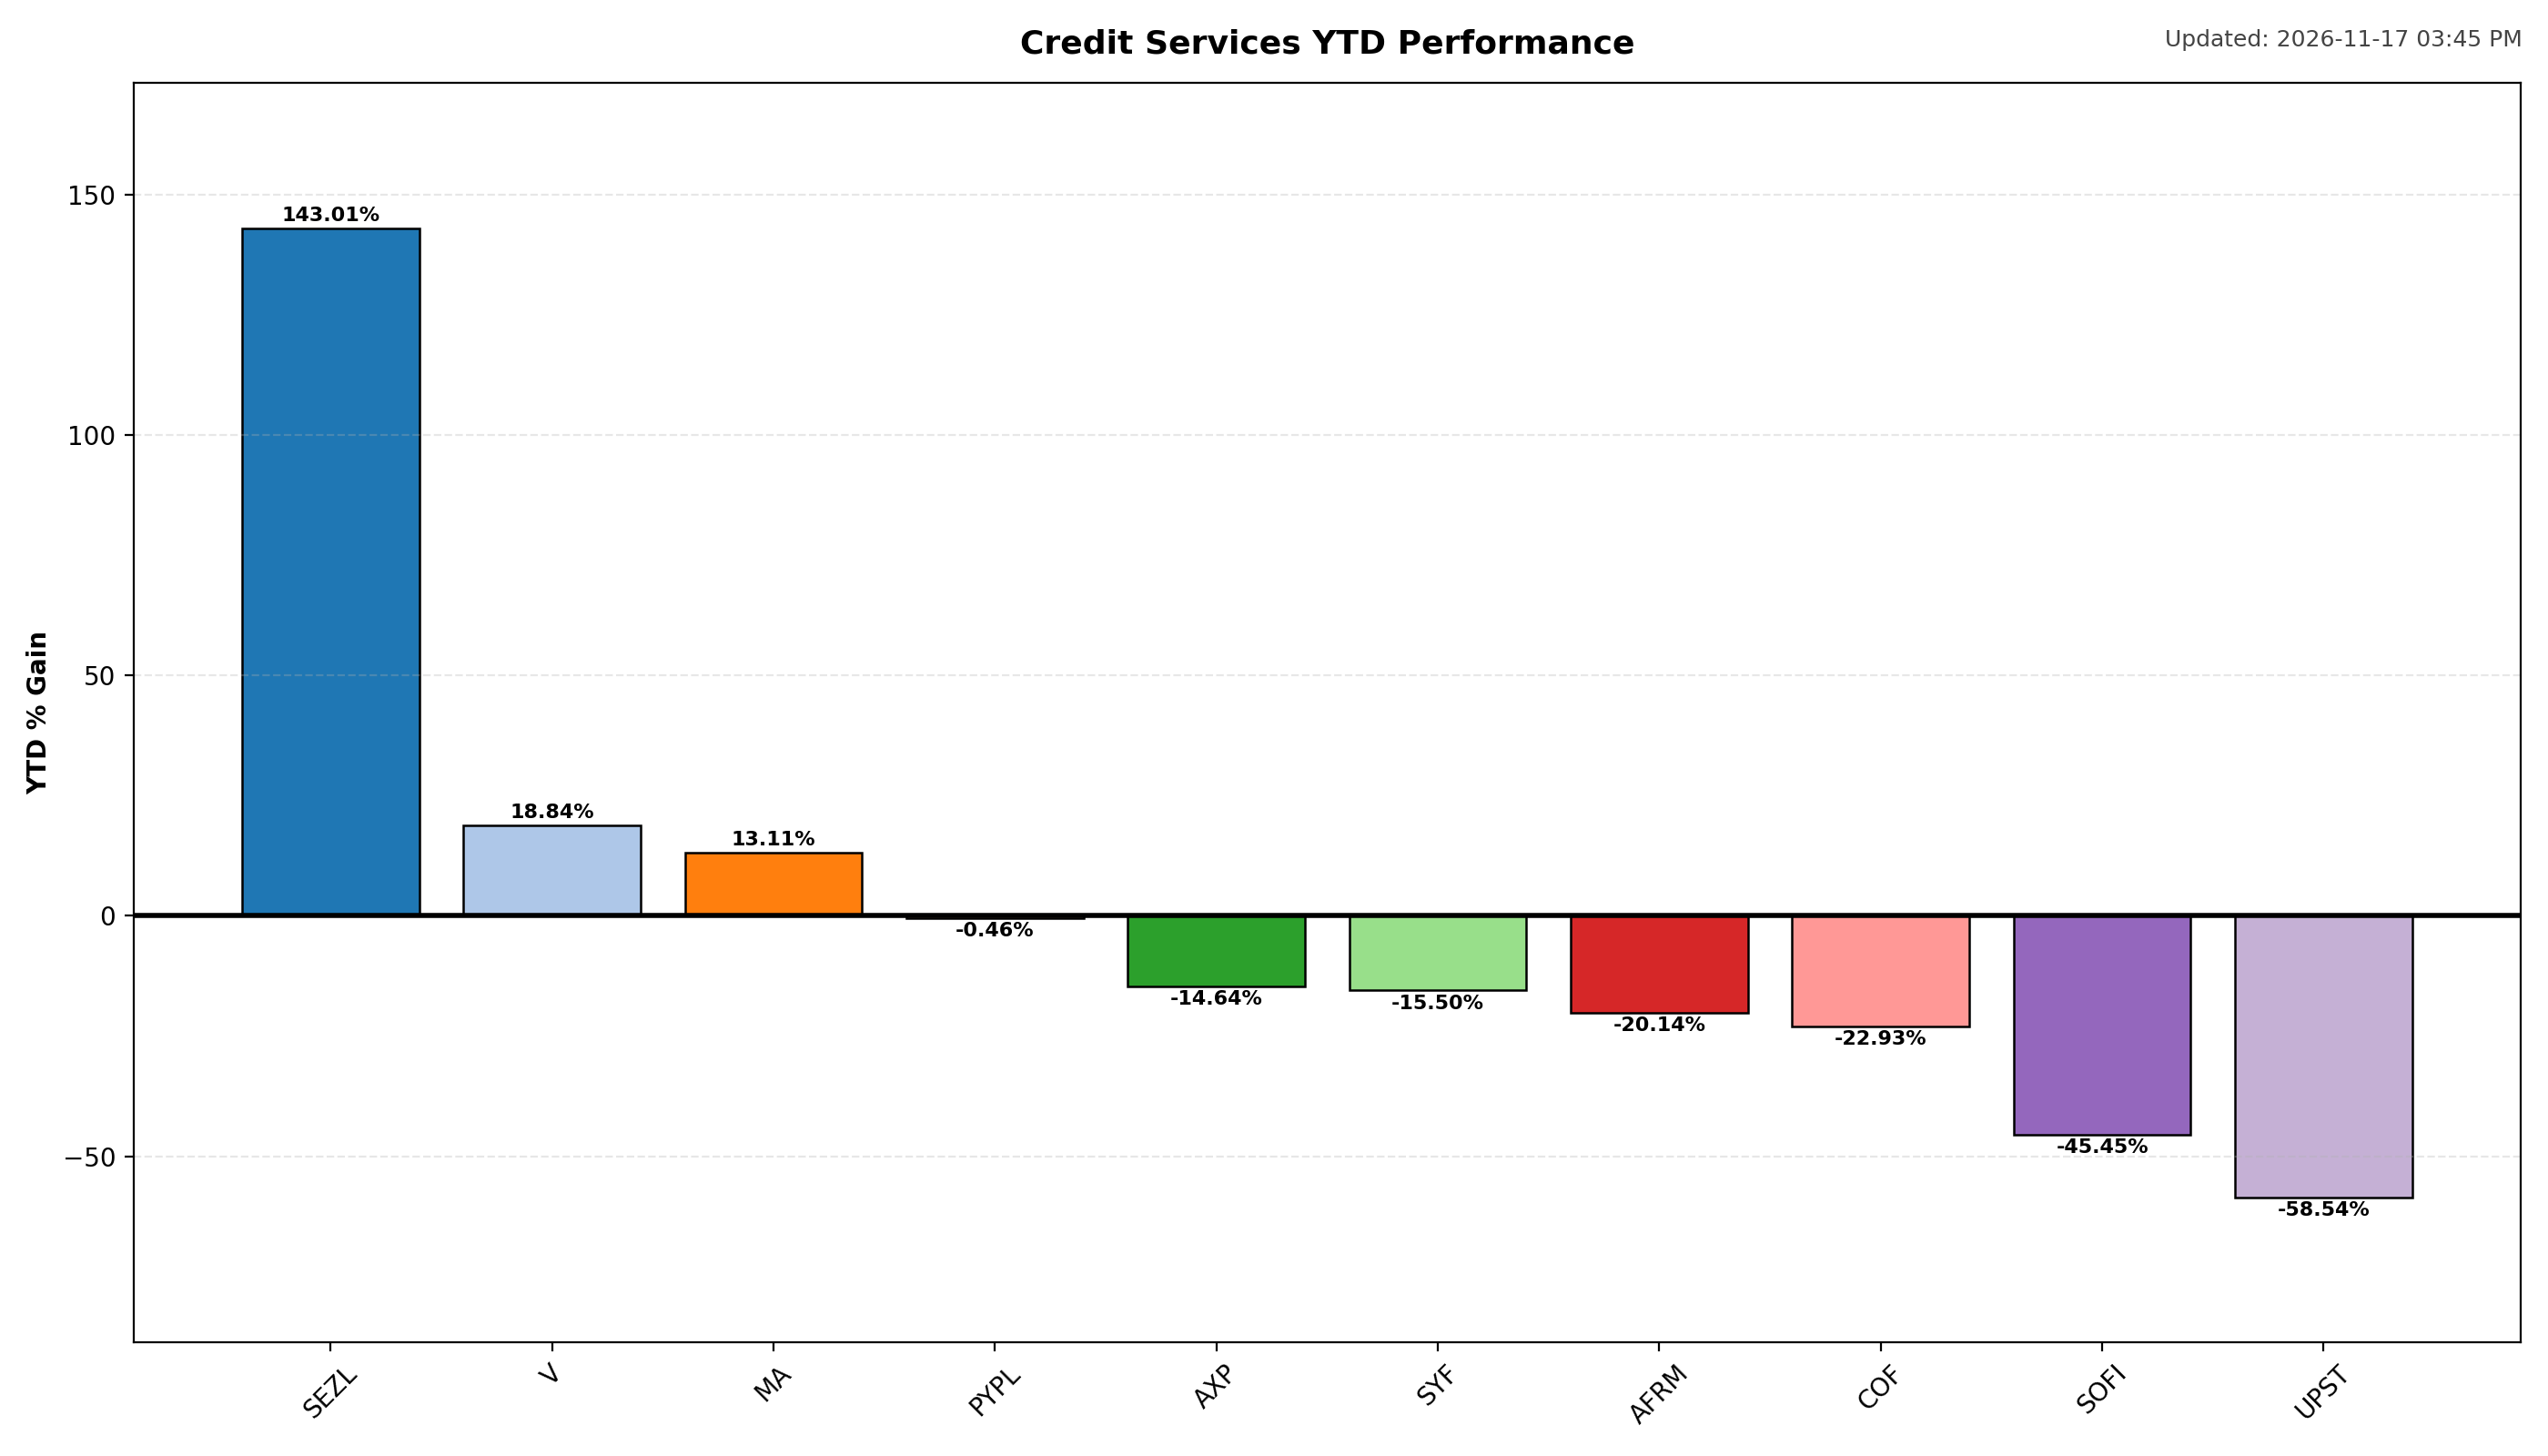 Credit Services YTD Performance
Updated: 2026-11-17 03:45 PM
YTD % Gain
150
100
50
0
−50
143.01%
18.84%
13.11%
-0.46%
-14.64%
-15.50%
-20.14%
-22.93%
-45.45%
-58.54%
SEZL
V
MA
PYPL
AXP
SYF
AFRM
COF
SOFI
UPST